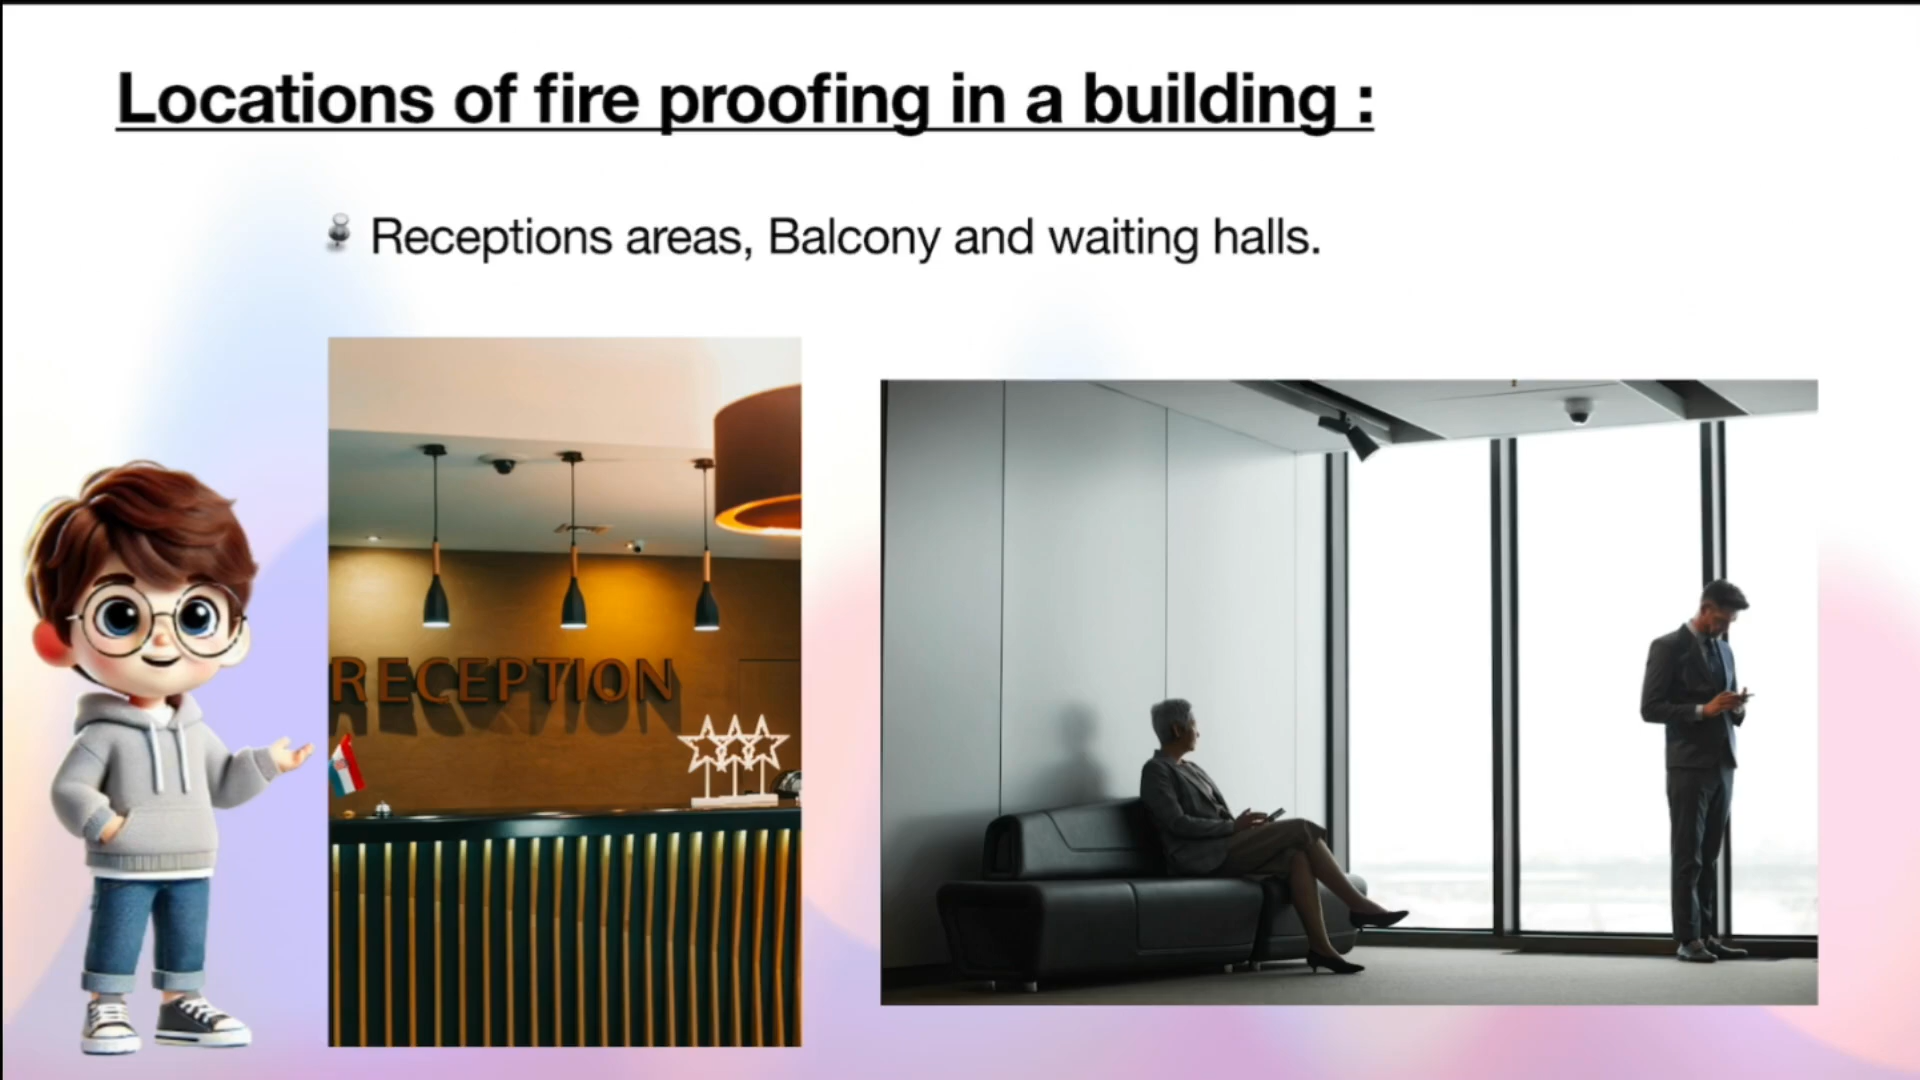 Locations of fire proofing in a building :
Receptions areas, Balcony and waiting halls.
RECEPTION